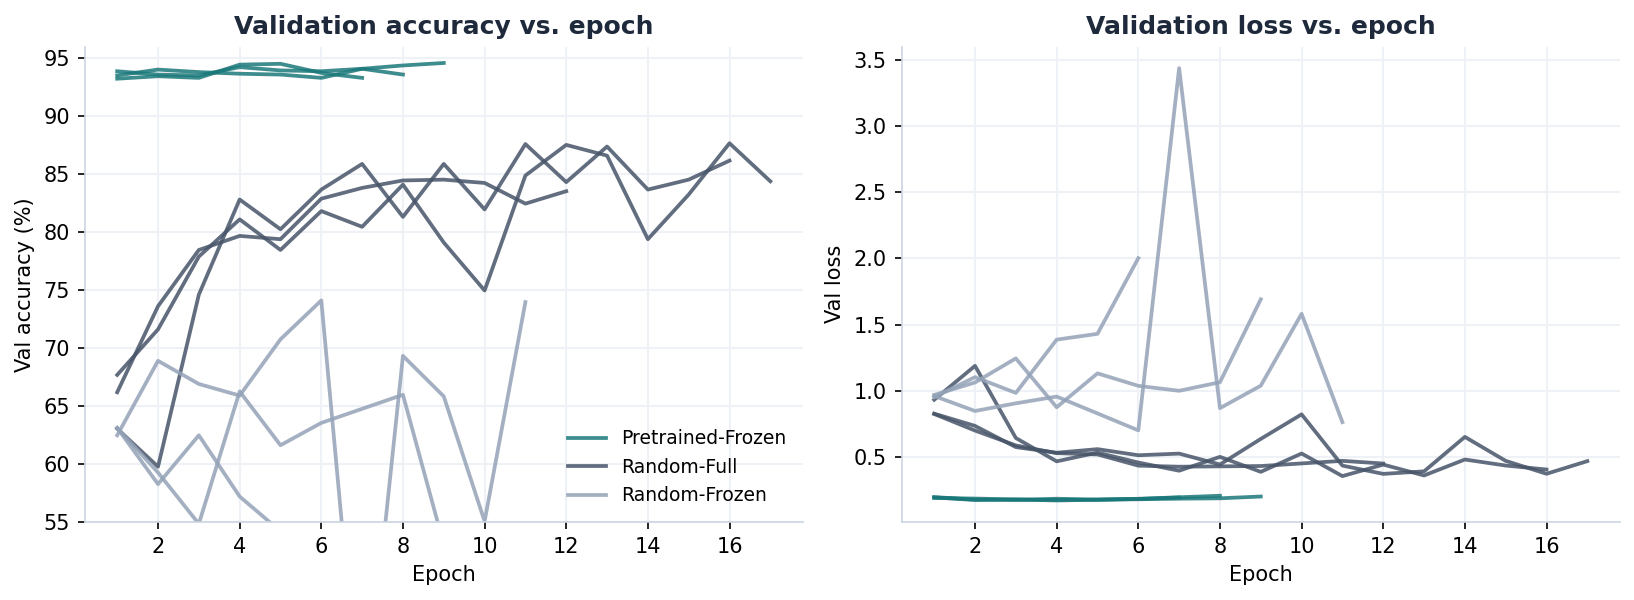 Validation accuracy vs. epoch
95
90
85
80
75
70
65
60
55
Val accuracy (%)
2 4 6 8 10 12 14 16
Epoch
Pretrained-Frozen
Random-Full
Random-Frozen
Validation loss vs. epoch
3.5
3.0
2.5
2.0
1.5
1.0
0.5
Val loss
2 4 6 8 10 12 14 16
Epoch